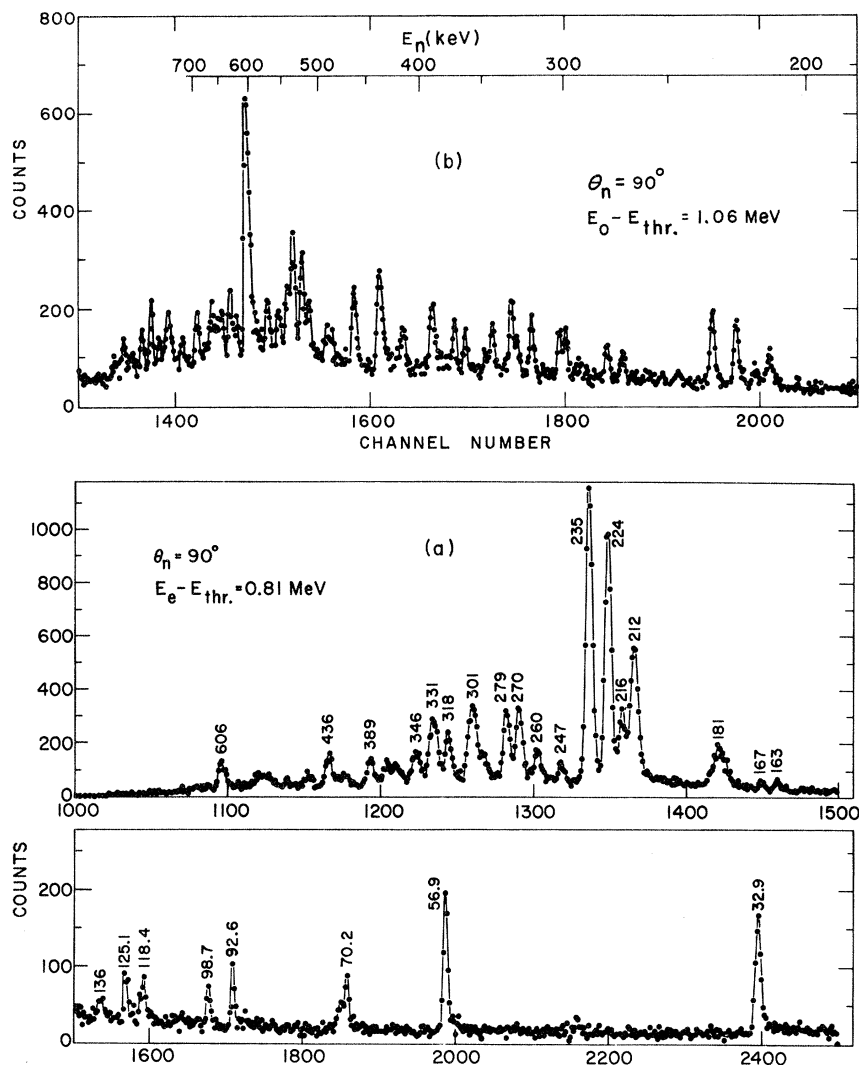 800
600
400
200
0
COUNTS
E_n(keV)
700 600 500 400 300 200
(b)
θ_n = 90°
E_o − E_thr. = 1.06 MeV
1400 1600 1800 2000
CHANNEL NUMBER
1000
800
600
400
200
0
(a)
θ_n = 90°
E_e − E_thr. = 0.81 MeV
606 436 389 346 331 318 301 279 270 260 247 235 224 216 212 181 167 163
1000 1100 1200 1300 1400 1500
COUNTS
200
100
0
136 125.1 118.4 98.7 92.6 70.2 56.9 32.9
1600 1800 2000 2200 2400